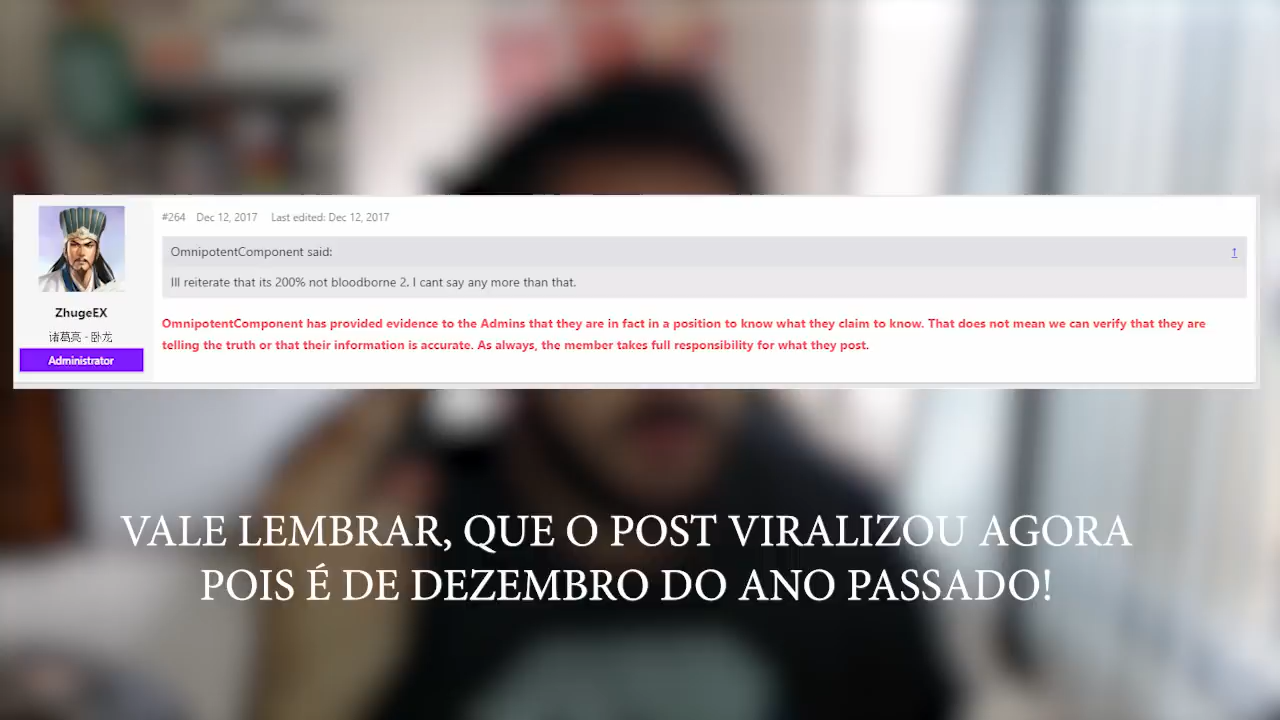 #264 Dec 12, 2017 Last edited: Dec 12, 2017
OmnipotentComponent said: ↑
Ill reiterate that its 200% not bloodborne 2. I cant say any more than that.
ZhugeEX
诸葛亮 - 卧龙
Administrator
OmnipotentComponent has provided evidence to the Admins that they are in fact in a position to know what they claim to know. That does not mean we can verify that they are
telling the truth or that their information is accurate. As always, the member takes full responsibility for what they post.
VALE LEMBRAR, QUE O POST VIRALIZOU AGORA
POIS É DE DEZEMBRO DO ANO PASSADO!